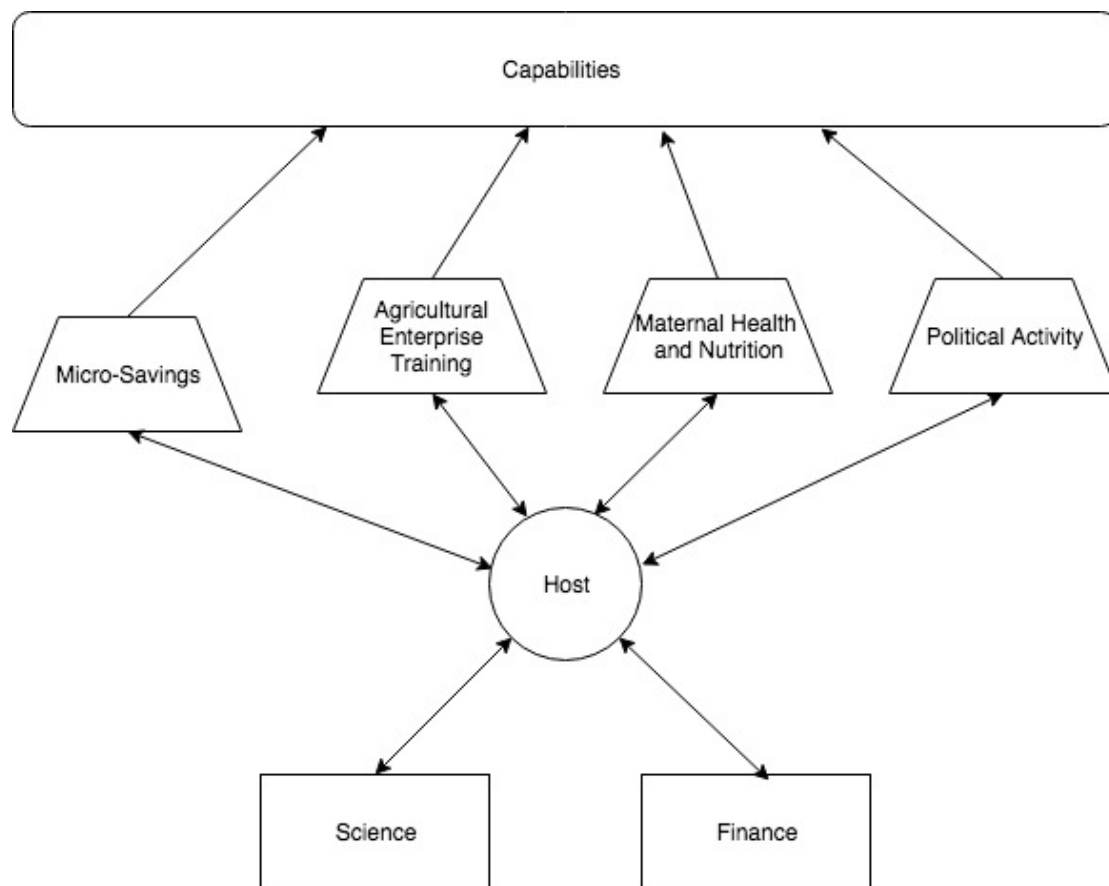 Capabilities
Micro-Savings
Agricultural
Enterprise
Training
Maternal Health
and Nutrition
Political Activity
Host
Science
Finance